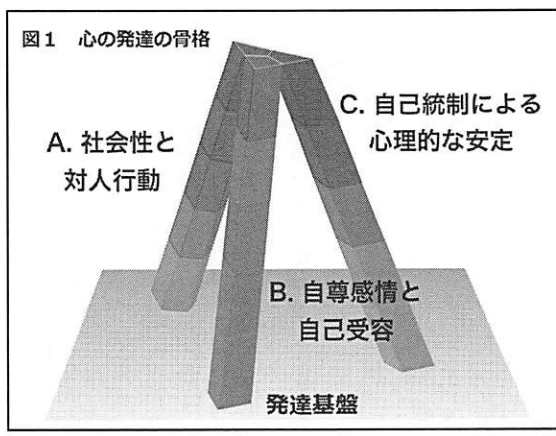 図1 心の発達の骨格
A. 社会性と
対人行動
C. 自己統制による
心理的な安定
B. 自尊感情と
自己受容
発達基盤